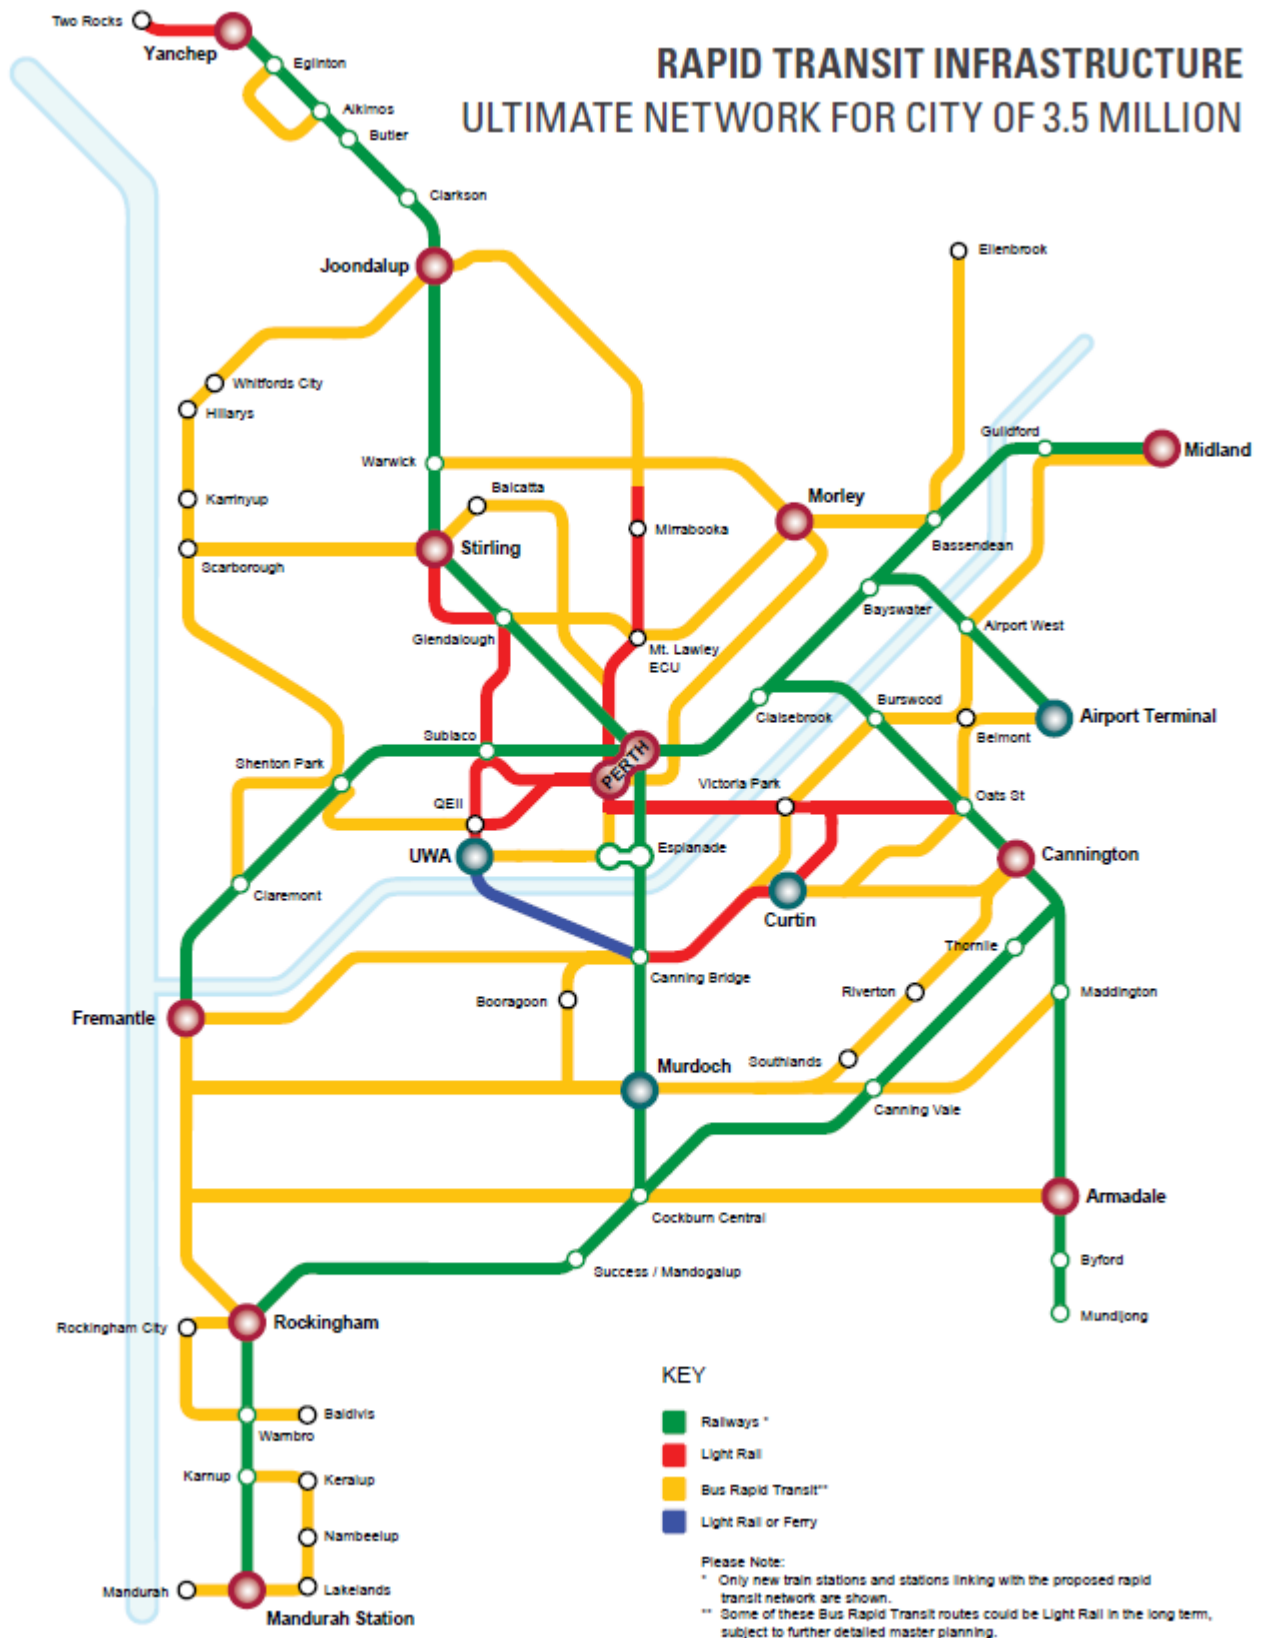 RAPID TRANSIT INFRASTRUCTURE
ULTIMATE NETWORK FOR CITY OF 3.5 MILLION
Two Rocks
Yanchep
Eglinton
Alkimos
Butler
Clarkson
Joondalup
Ellenbrook
Whitfords City
Hillarys
Guildford
Midland
Warwick
Balcatta
Morley
Karrinyup
Mirrabooka
Stirling
Bassendean
Scarborough
Bayswater
Airport West
Glendalough
Mt. Lawley
ECU
Burswood
Claisebrook
Airport Terminal
Subiaco
Belmont
PERTH
Shenton Park
Victoria Park
QEII
Oats St
UWA
Esplanade
Cannington
Claremont
Curtin
Thornlie
Canning Bridge
Booragoon
Riverton
Maddington
Fremantle
Murdoch
Southlands
Canning Vale
Armadale
Cockburn Central
Byford
Success / Mandogalup
Mundijong
Rockingham City
Rockingham
Baldivis
Wambro
Karnup
Keralup
Nambeelup
Mandurah
Lakelands
Mandurah Station
KEY
Railways *
Light Rail
Bus Rapid Transit**
Light Rail or Ferry
Please Note:
* Only new train stations and stations linking with the proposed rapid
transit network are shown.
** Some of these Bus Rapid Transit routes could be Light Rail in the long term,
subject to further detailed master planning.